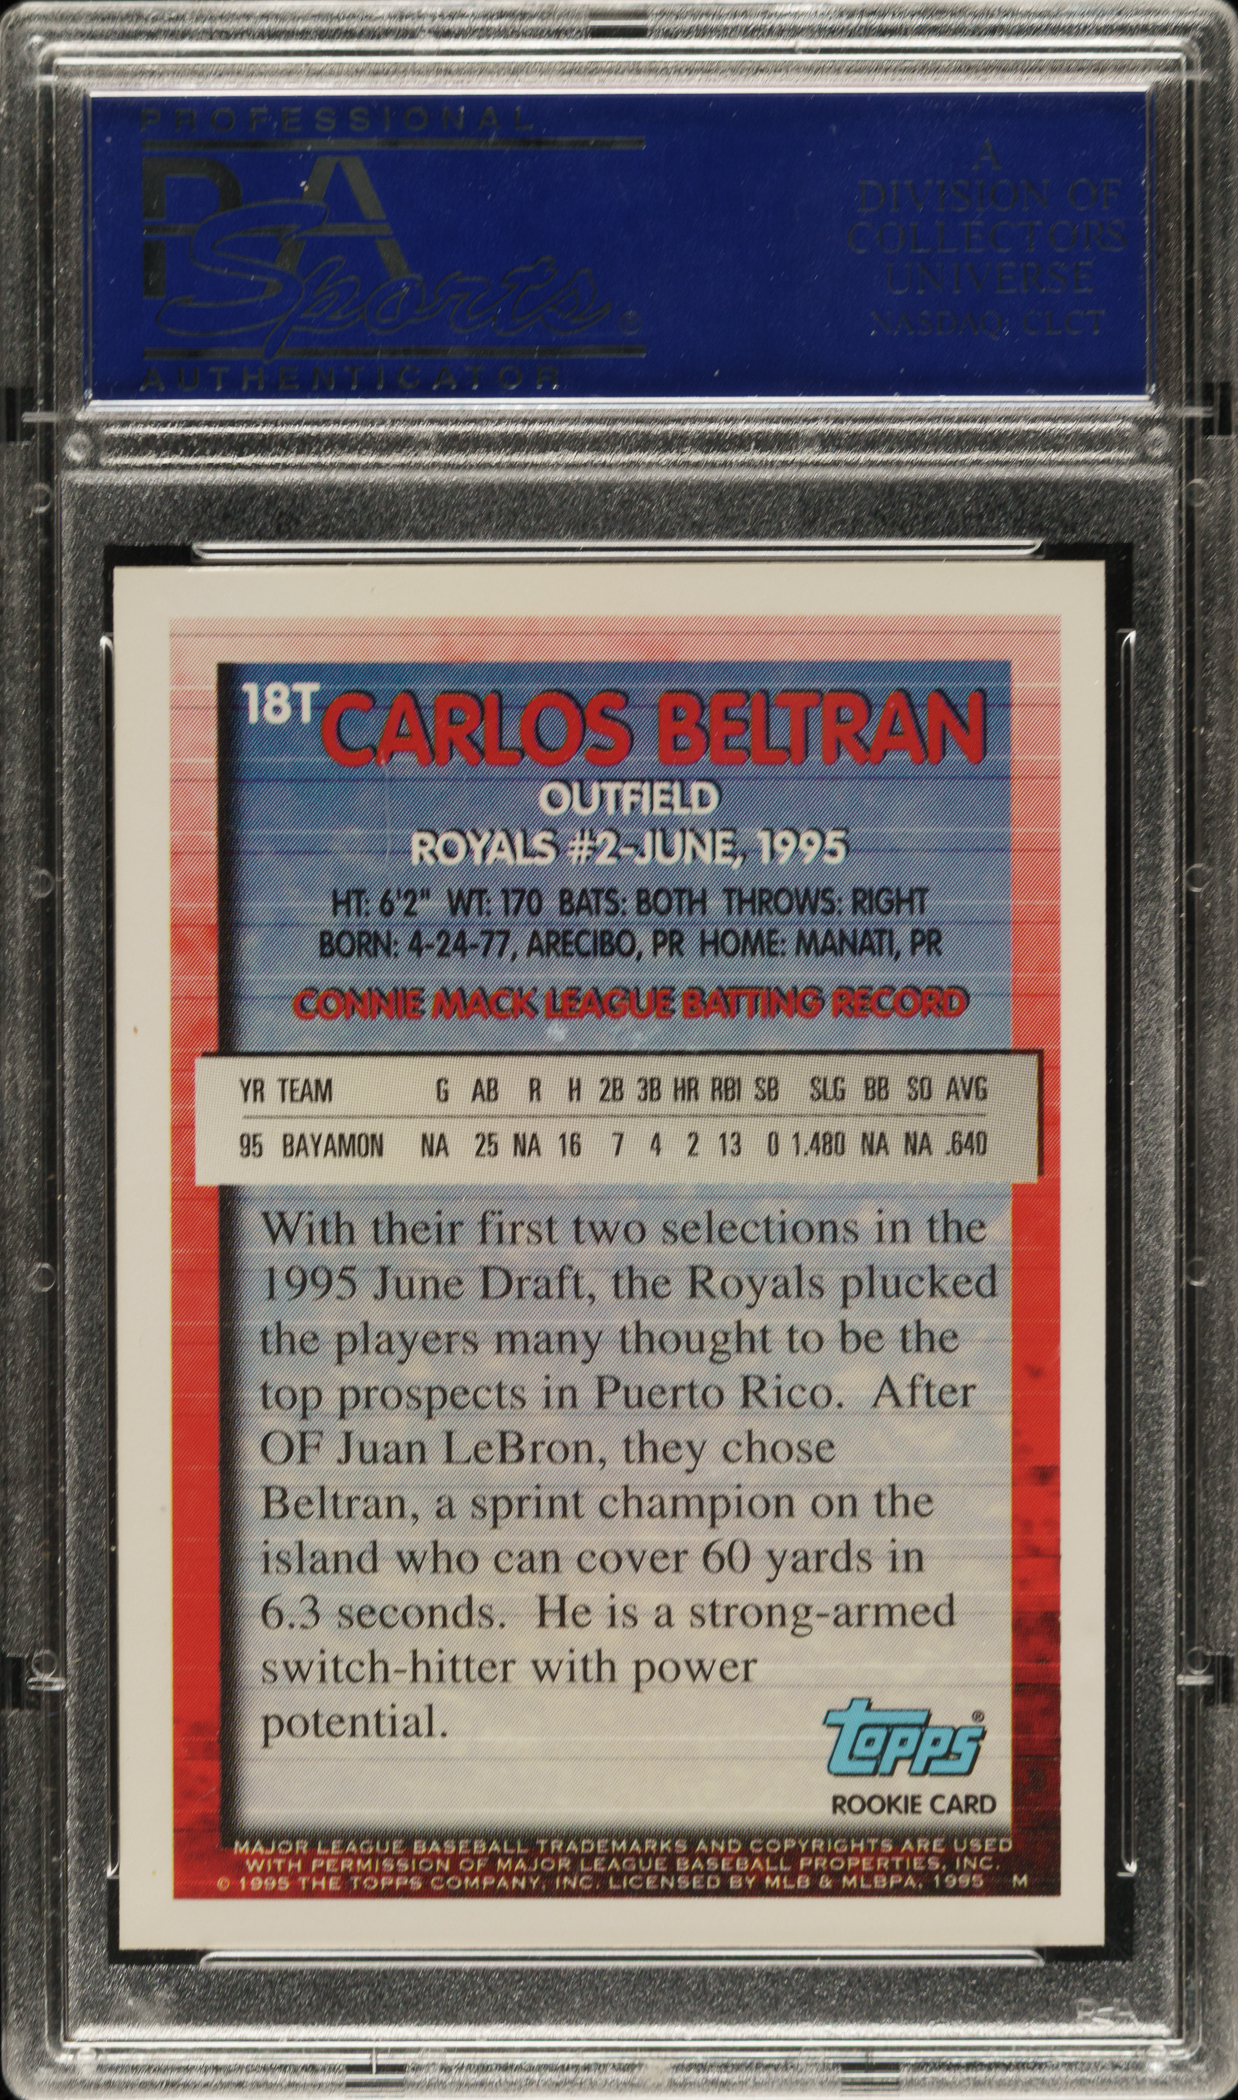 PROFESSIONAL
PSA
Sports®
AUTHENTICATOR
A
DIVISION OF
COLLECTORS
UNIVERSE
NASDAQ: CLCT
18T CARLOS BELTRAN
OUTFIELD
ROYALS #2-JUNE, 1995
HT: 6'2" WT: 170 BATS: BOTH THROWS: RIGHT
BORN: 4-24-77, ARECIBO, PR HOME: MANATI, PR
CONNIE MACK LEAGUE BATTING RECORD
YR TEAM G AB R H 2B 3B HR RBI SB SLG BB SO AVG
95 BAYAMON NA 25 NA 16 7 4 2 13 0 1.480 NA NA .640
With their first two selections in the
1995 June Draft, the Royals plucked
the players many thought to be the
top prospects in Puerto Rico. After
OF Juan LeBron, they chose
Beltran, a sprint champion on the
island who can cover 60 yards in
6.3 seconds. He is a strong-armed
switch-hitter with power
potential.
topps®
ROOKIE CARD
MAJOR LEAGUE BASEBALL TRADEMARKS AND COPYRIGHTS ARE USED
WITH PERMISSION OF MAJOR LEAGUE BASEBALL PROPERTIES, INC.
© 1995 THE TOPPS COMPANY, INC. LICENSED BY MLB & MLBPA, 1995 M
PSA